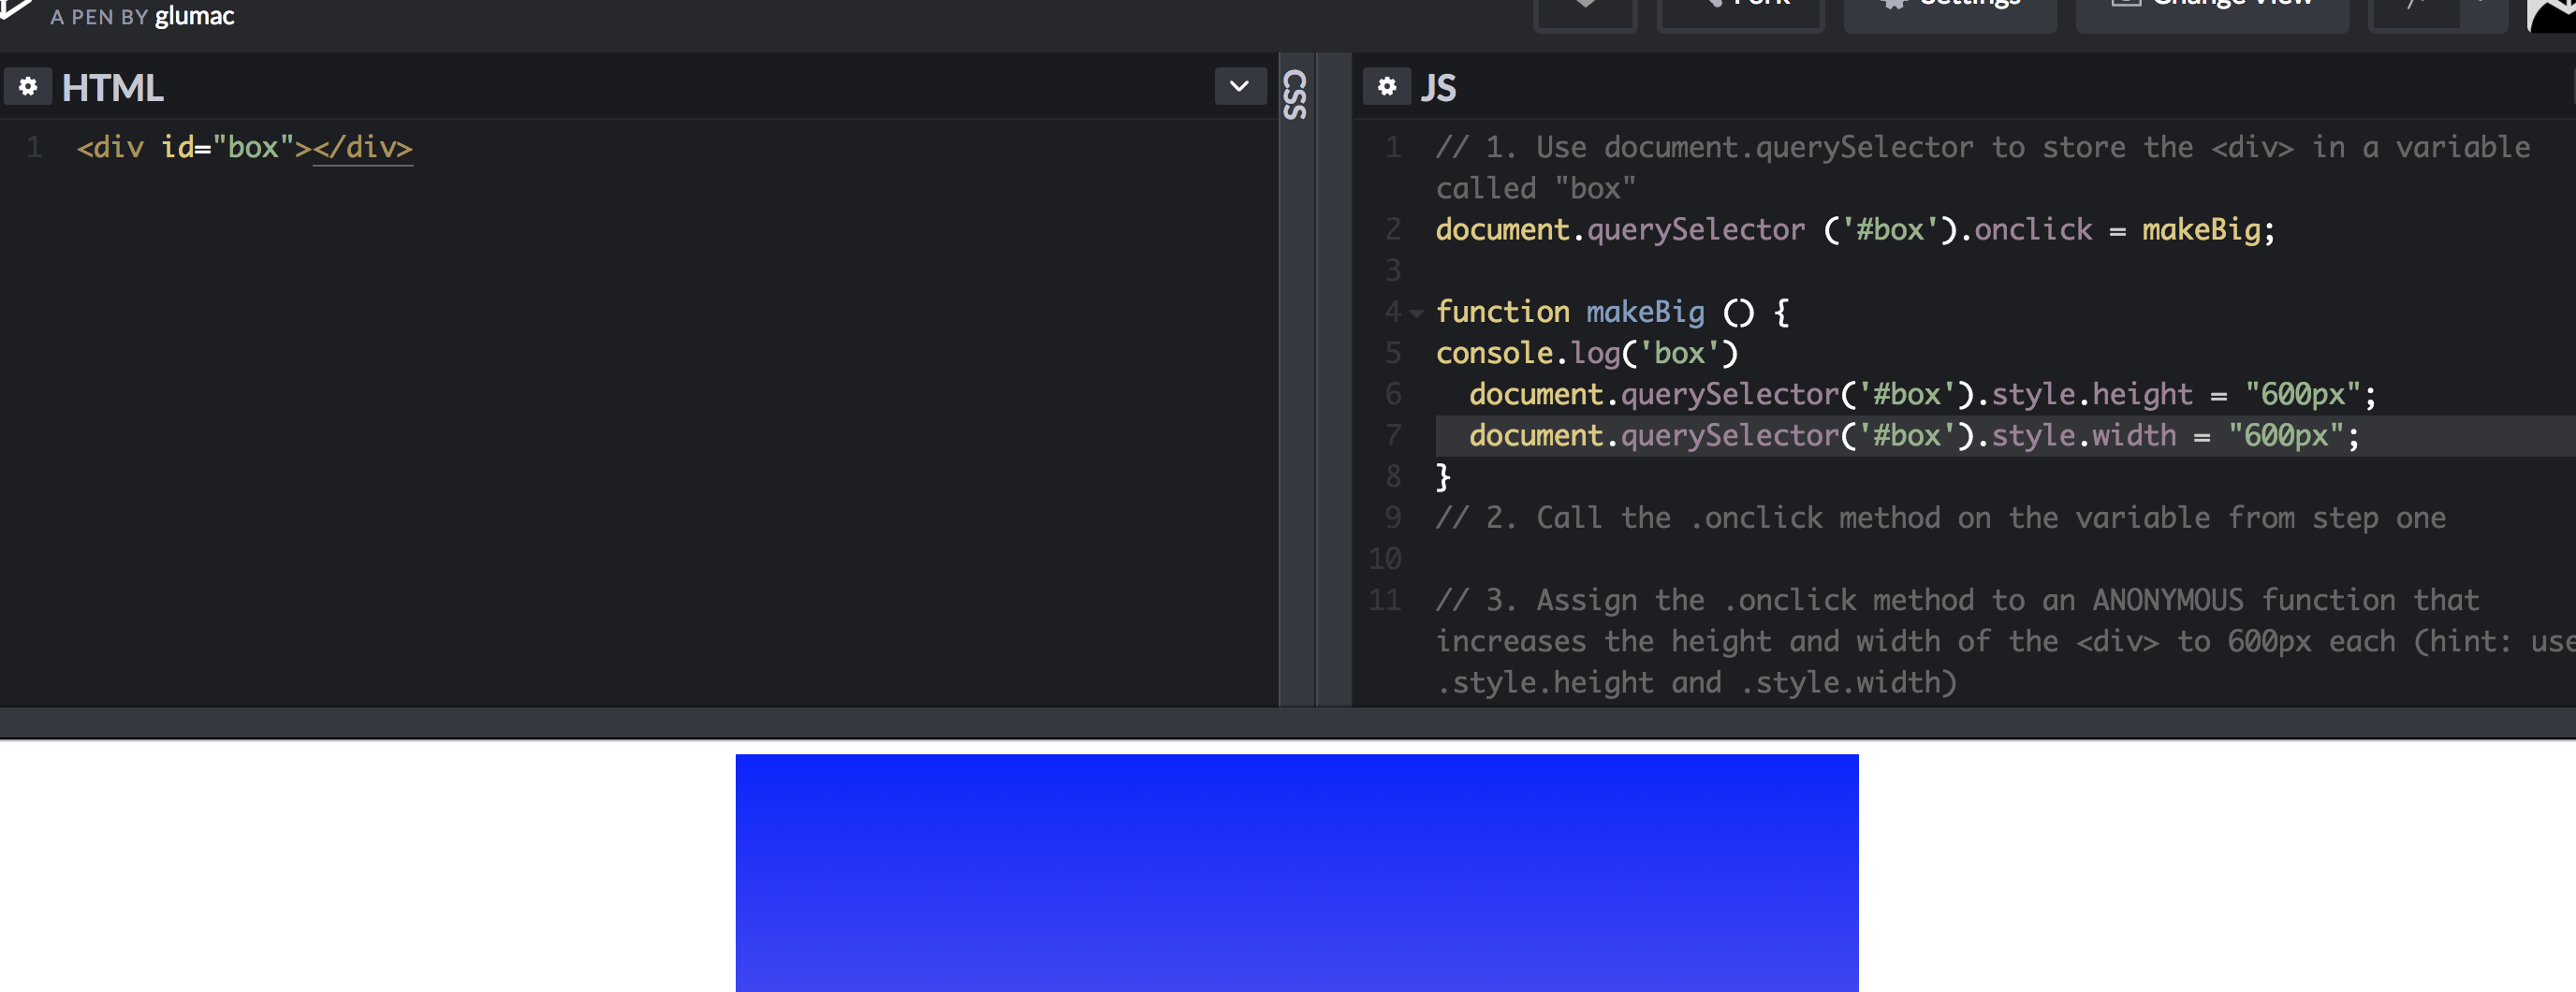 A PEN BY glumac
Fork
Settings
Change View
HTML
CSS
JS
1 <div id="box"></div>
1 // 1. Use document.querySelector to store the <div> in a variable
called "box"
2 document.querySelector ('#box').onclick = makeBig;
3
4 function makeBig () {
5 console.log('box')
6 document.querySelector('#box').style.height = "600px";
7 document.querySelector('#box').style.width = "600px";
8 }
9 // 2. Call the .onclick method on the variable from step one
10
11 // 3. Assign the .onclick method to an ANONYMOUS function that
increases the height and width of the <div> to 600px each (hint: use
.style.height and .style.width)